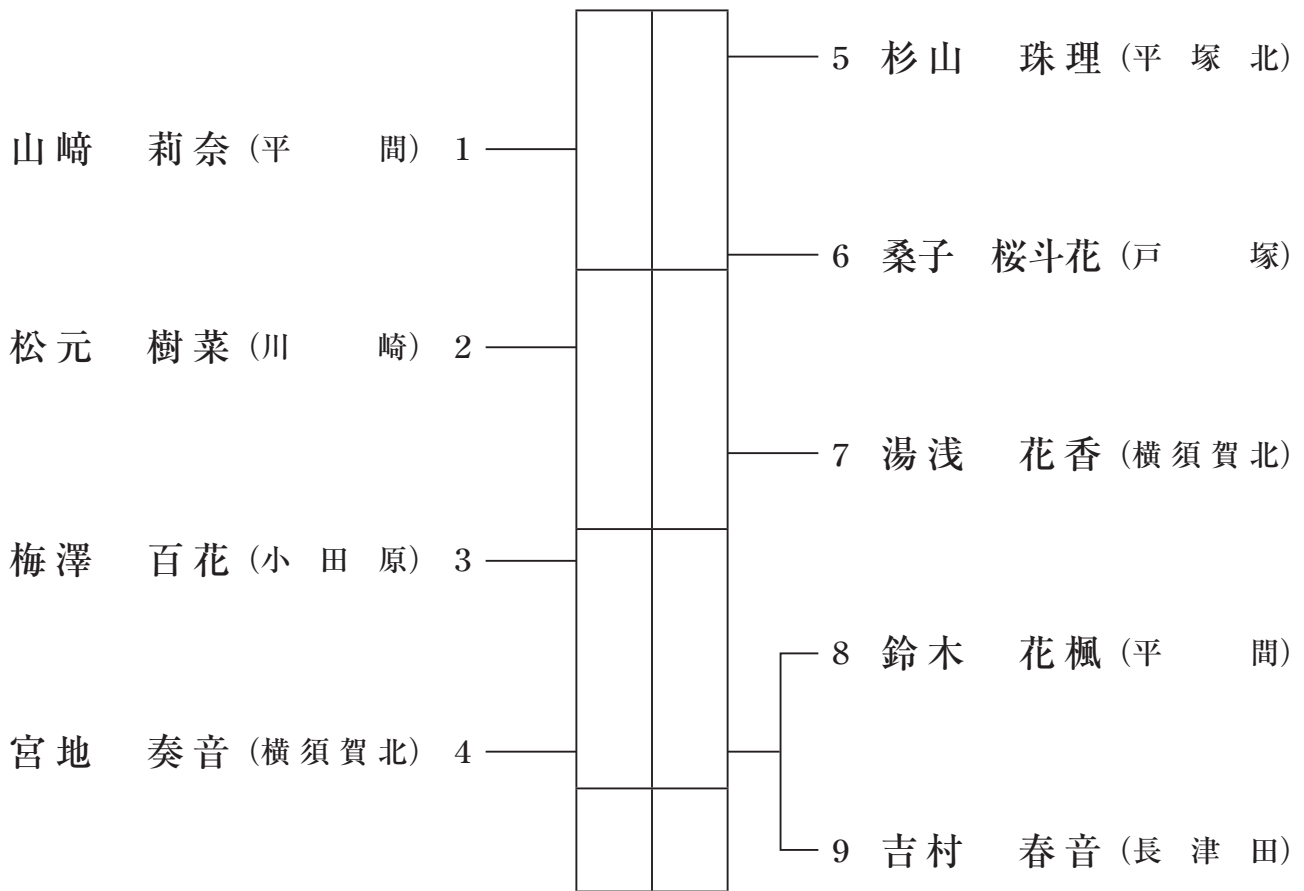 山﨑 莉奈 (平間) 1
松元 樹菜 (川崎) 2
梅澤 百花 (小田原) 3
宮地 奏音 (横須賀北) 4
5 杉山 珠理 (平塚北)
6 桑子 桜斗花 (戸塚)
7 湯浅 花香 (横須賀北)
8 鈴木 花楓 (平間)
9 吉村 春音 (長津田)